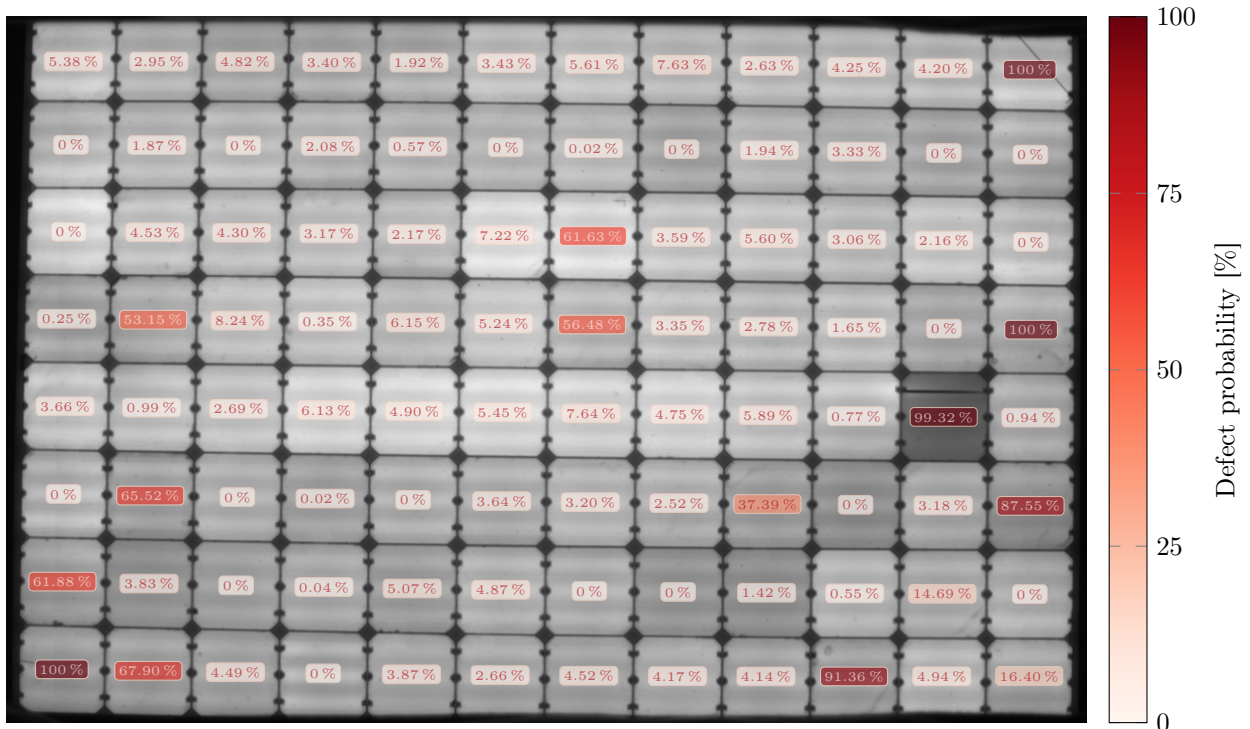 5.38 % 2.95 % 4.82 % 3.40 % 1.92 % 3.43 % 5.61 % 7.63 % 2.63 % 4.25 % 4.20 % 100 %
0 % 1.87 % 0 % 2.08 % 0.57 % 0 % 0.02 % 0 % 1.94 % 3.33 % 0 % 0 %
0 % 4.53 % 4.30 % 3.17 % 2.17 % 7.22 % 61.63 % 3.59 % 5.60 % 3.06 % 2.16 % 0 %
0.25 % 53.15 % 8.24 % 0.35 % 6.15 % 5.24 % 56.48 % 3.35 % 2.78 % 1.65 % 0 % 100 %
3.66 % 0.99 % 2.69 % 6.13 % 4.90 % 5.45 % 7.64 % 4.75 % 5.89 % 0.77 % 99.32 % 0.94 %
0 % 65.52 % 0 % 0.02 % 0 % 3.64 % 3.20 % 2.52 % 37.39 % 0 % 3.18 % 87.55 %
61.88 % 3.83 % 0 % 0.04 % 5.07 % 4.87 % 0 % 0 % 1.42 % 0.55 % 14.69 % 0 %
100 % 67.90 % 4.49 % 0 % 3.87 % 2.66 % 4.52 % 4.17 % 4.14 % 91.36 % 4.94 % 16.40 %
100
75
50
25
0
Defect probability [%]